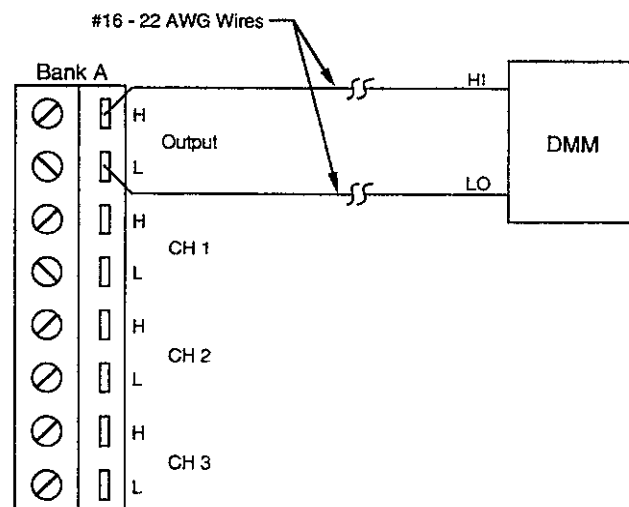 #16 - 22 AWG Wires
Bank A
HI
H
Output
DMM
L
LO
H
CH 1
L
H
CH 2
L
H
CH 3
L